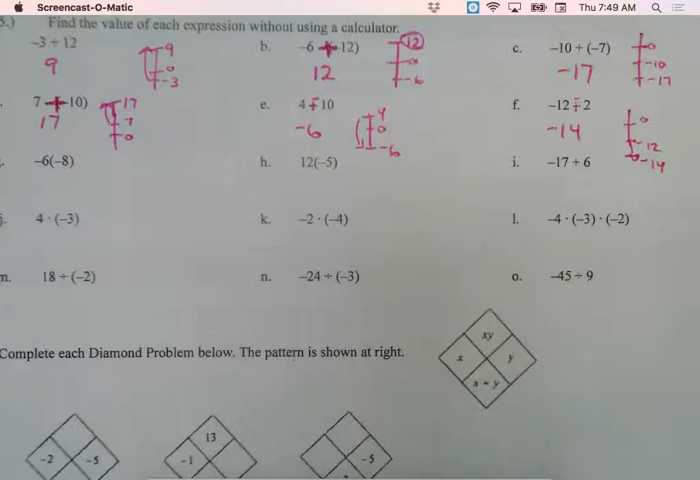 Screencast-O-Matic Thu 7:49 AM
5.) Find the value of each expression without using a calculator.
-3 + 12 b. -6 + 12) c. -10 + (-7)
9 9 0 -3 12 12 0 -6 -17 0 -10 -17
7 + 10) e. 4 - 10 f. -12 - 2
17 17 7 0 -6 4 0 -6 -14 0 -12 -14
-6(-8) h. 12(-5) i. -17 + 6
j. 4 · (-3) k. -2 · (-4) l. -4 · (-3) · (-2)
m. 18 ÷ (-2) n. -24 ÷ (-3) o. -45 ÷ 9
Complete each Diamond Problem below. The pattern is shown at right.
xy
x y
x + y
13
-2 -5 -1 -5